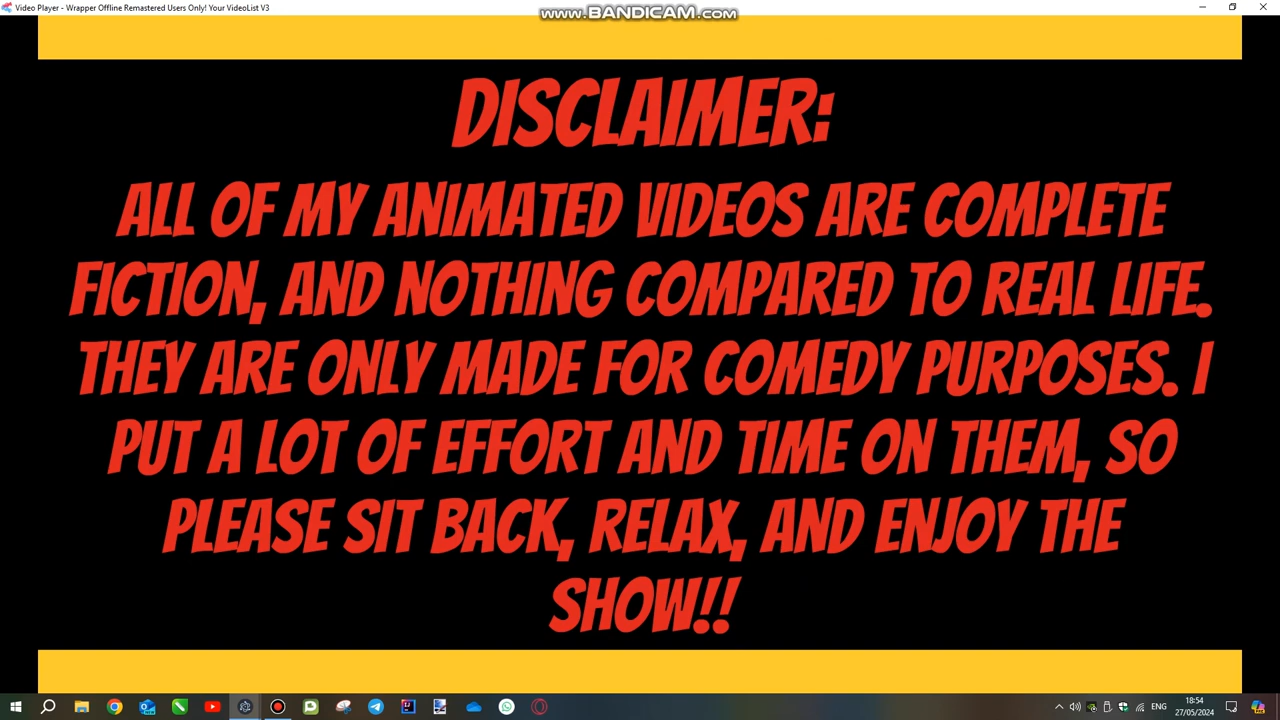 Video Player - Wrapper Offline Remastered Users Only! Your VideoList V3
www.BANDICAM.com
DISCLAIMER:
ALL OF MY ANIMATED VIDEOS ARE COMPLETE
FICTION, AND NOTHING COMPARED TO REAL LIFE.
THEY ARE ONLY MADE FOR COMEDY PURPOSES. I
PUT A LOT OF EFFORT AND TIME ON THEM, SO
PLEASE SIT BACK, RELAX, AND ENJOY THE
SHOW!!
ENG
18:54
27/05/2024